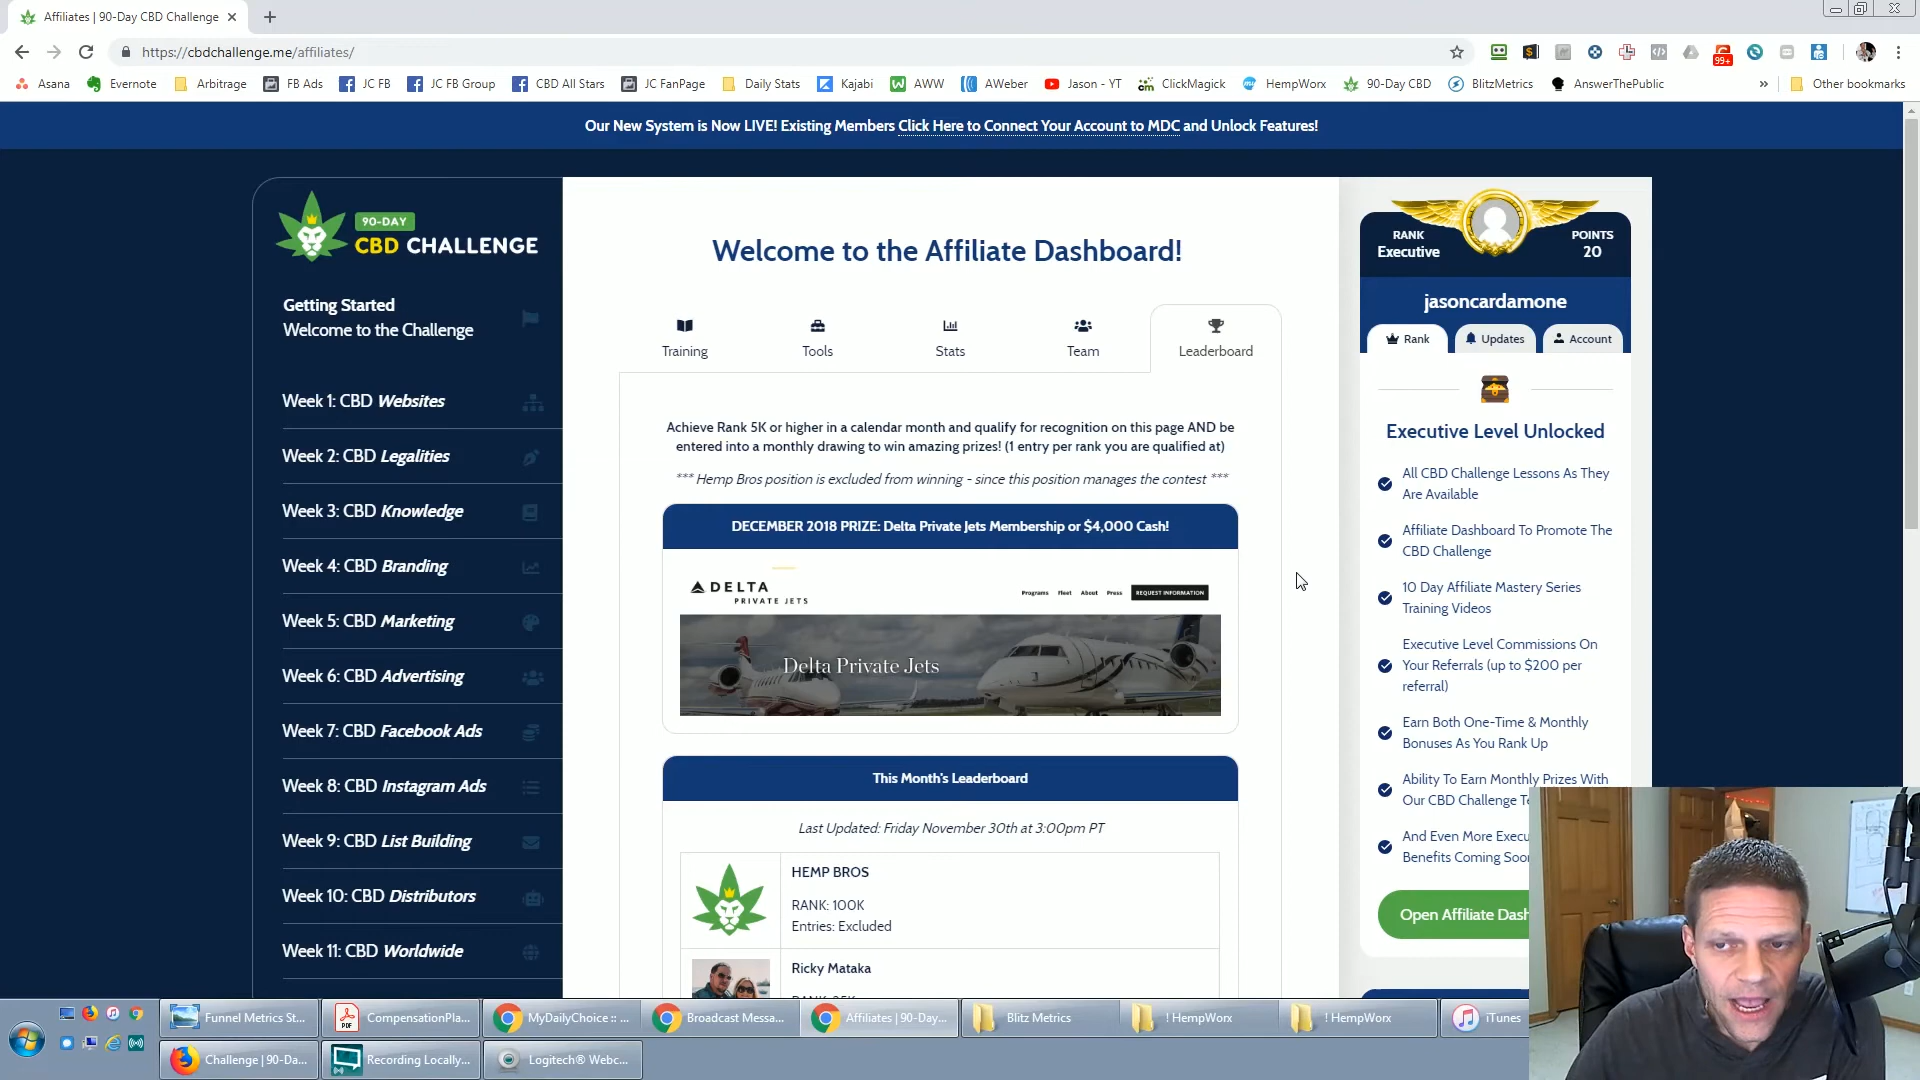 Affiliates | 90-Day CBD Challenge
https://cbdchallenge.me/affiliates/
99+
Asana
Evernote
Arbitrage
FB Ads
JC FB
JC FB Group
CBD All Stars
JC FanPage
Daily Stats
Kajabi
AWW
AWeber
Jason - YT
ClickMagick
HempWorx
90-Day CBD
BlitzMetrics
AnswerThePublic
»
Other bookmarks
Our New System is Now LIVE! Existing Members Click Here to Connect Your Account to MDC and Unlock Features!
90-DAY
CBD CHALLENGE
Getting Started
Welcome to the Challenge
Week 1: CBD Websites
Week 2: CBD Legalities
Week 3: CBD Knowledge
Week 4: CBD Branding
Week 5: CBD Marketing
Week 6: CBD Advertising
Week 7: CBD Facebook Ads
Week 8: CBD Instagram Ads
Week 9: CBD List Building
Week 10: CBD Distributors
Week 11: CBD Worldwide
Welcome to the Affiliate Dashboard!
Training
Tools
Stats
Team
Leaderboard
Achieve Rank 5K or higher in a calendar month and qualify for recognition on this page AND be
entered into a monthly drawing to win amazing prizes! (1 entry per rank you are qualified at)
*** Hemp Bros position is excluded from winning - since this position manages the contest ***
DECEMBER 2018 PRIZE: Delta Private Jets Membership or $4,000 Cash!
DELTA
PRIVATE JETS
Programs Fleet About Press REQUEST INFORMATION
Delta Private Jets
This Month's Leaderboard
Last Updated: Friday November 30th at 3:00pm PT
HEMP BROS
RANK: 100K
Entries: Excluded
Ricky Mataka
RANK
Executive
POINTS
20
jasoncardamone
Rank
Updates
Account
Executive Level Unlocked
All CBD Challenge Lessons As They
Are Available
Affiliate Dashboard To Promote The
CBD Challenge
10 Day Affiliate Mastery Series
Training Videos
Executive Level Commissions On
Your Referrals (up to $200 per
referral)
Earn Both One-Time & Monthly
Bonuses As You Rank Up
Ability To Earn Monthly Prizes With
Our CBD Challenge Te
And Even More Execu
Benefits Coming Soon
Open Affiliate Dash
Funnel Metrics St...
CompensationPla...
MyDailyChoice :: ...
Broadcast Messa...
Affiliates | 90-Day...
Blitz Metrics
! HempWorx
! HempWorx
iTunes
Challenge | 90-Da...
Recording Locally...
Logitech® Webc...